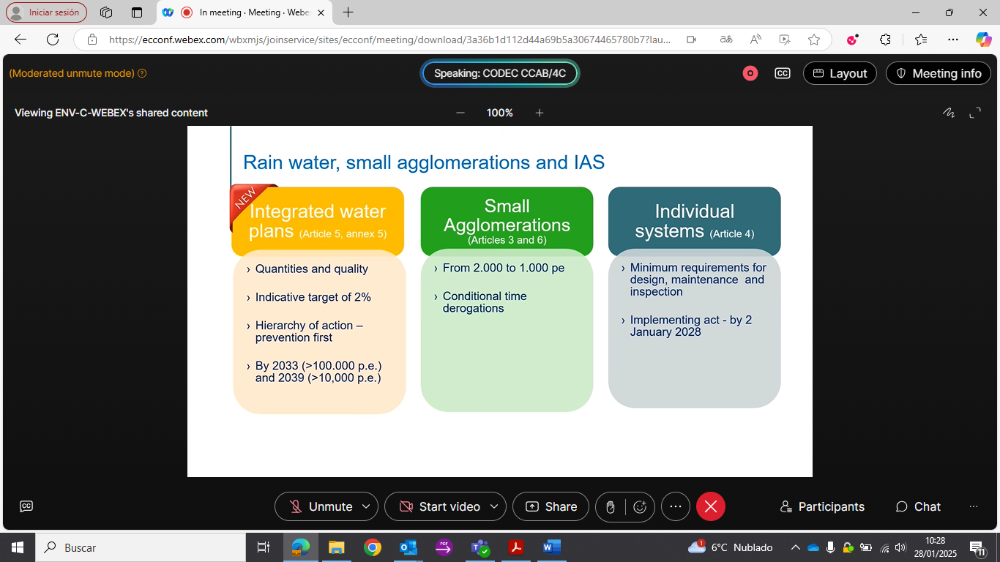 Iniciar sesión
In meeting · Meeting · Webex
https://ecconf.webex.com/wbxmjs/joinservice/sites/ecconf/meeting/download/3a36b1d112d44a69b5a30674465780b7?lau...
(Moderated unmute mode)
Speaking: CODEC CCAB/4C
CC
Layout
Meeting info
Viewing ENV-C-WEBEX's shared content
100%
Rain water, small agglomerations and IAS
NEW
Integrated water
plans (Article 5, annex 5)
› Quantities and quality
› Indicative target of 2%
› Hierarchy of action –
prevention first
› By 2033 (>100.000 p.e.)
and 2039 (>10,000 p.e.)
Small
Agglomerations
(Articles 3 and 6)
› From 2.000 to 1.000 pe
› Conditional time
derogations
Individual
systems (Article 4)
› Minimum requirements for
design, maintenance and
inspection
› Implementing act - by 2
January 2028
CC
Unmute
Start video
Share
Participants
Chat
Buscar
PDF
1
6°C Nublado
10:28
28/01/2025
11